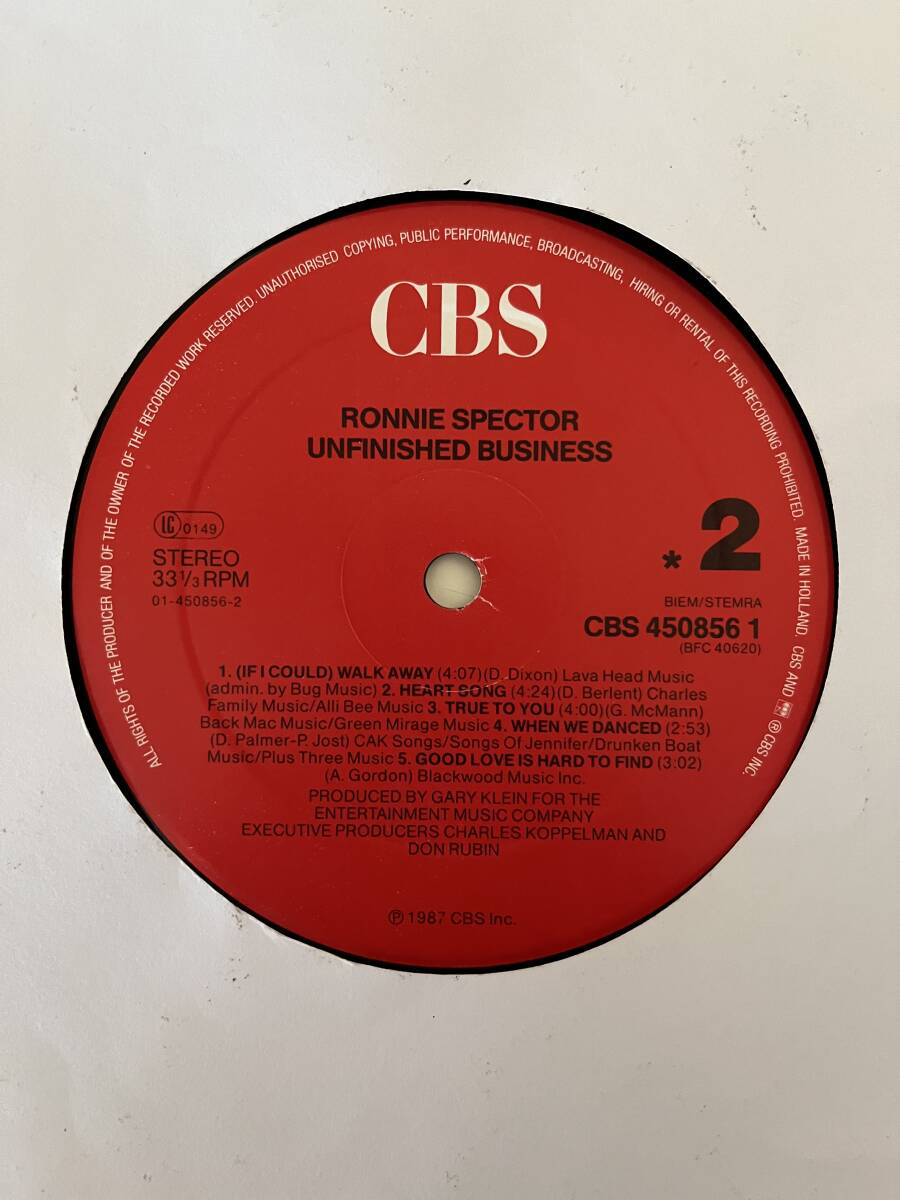 ALL RIGHTS OF THE PRODUCER AND OF THE OWNER OF THE RECORDED WORK RESERVED. UNAUTHORISED COPYING, PUBLIC PERFORMANCE, BROADCASTING, HIRING OR RENTAL OF THIS RECORDING PROHIBITED. MADE IN HOLLAND. CBS AND ® CBS INC.
CBS
RONNIE SPECTOR
UNFINISHED BUSINESS
LC 0149
STEREO
33 1/3 RPM
01-450856-2
* 2
BIEM/STEMRA
CBS 450856 1
(BFC 40620)
1. (IF I COULD) WALK AWAY (4:07)(D. Dixon) Lava Head Music
(admin. by Bug Music) 2. HEART SONG (4:24)(D. Berlent) Charles
Family Music/Alli Bee Music 3. TRUE TO YOU (4:00)(G. McMann)
Back Mac Music/Green Mirage Music 4. WHEN WE DANCED (2:53)
(D. Palmer-P. Jost) CAK Songs/Songs Of Jennifer/Drunken Boat
Music/Plus Three Music 5. GOOD LOVE IS HARD TO FIND (3:02)
(A. Gordon) Blackwood Music Inc.
PRODUCED BY GARY KLEIN FOR THE
ENTERTAINMENT MUSIC COMPANY
EXECUTIVE PRODUCERS CHARLES KOPPELMAN AND
DON RUBIN
℗ 1987 CBS Inc.